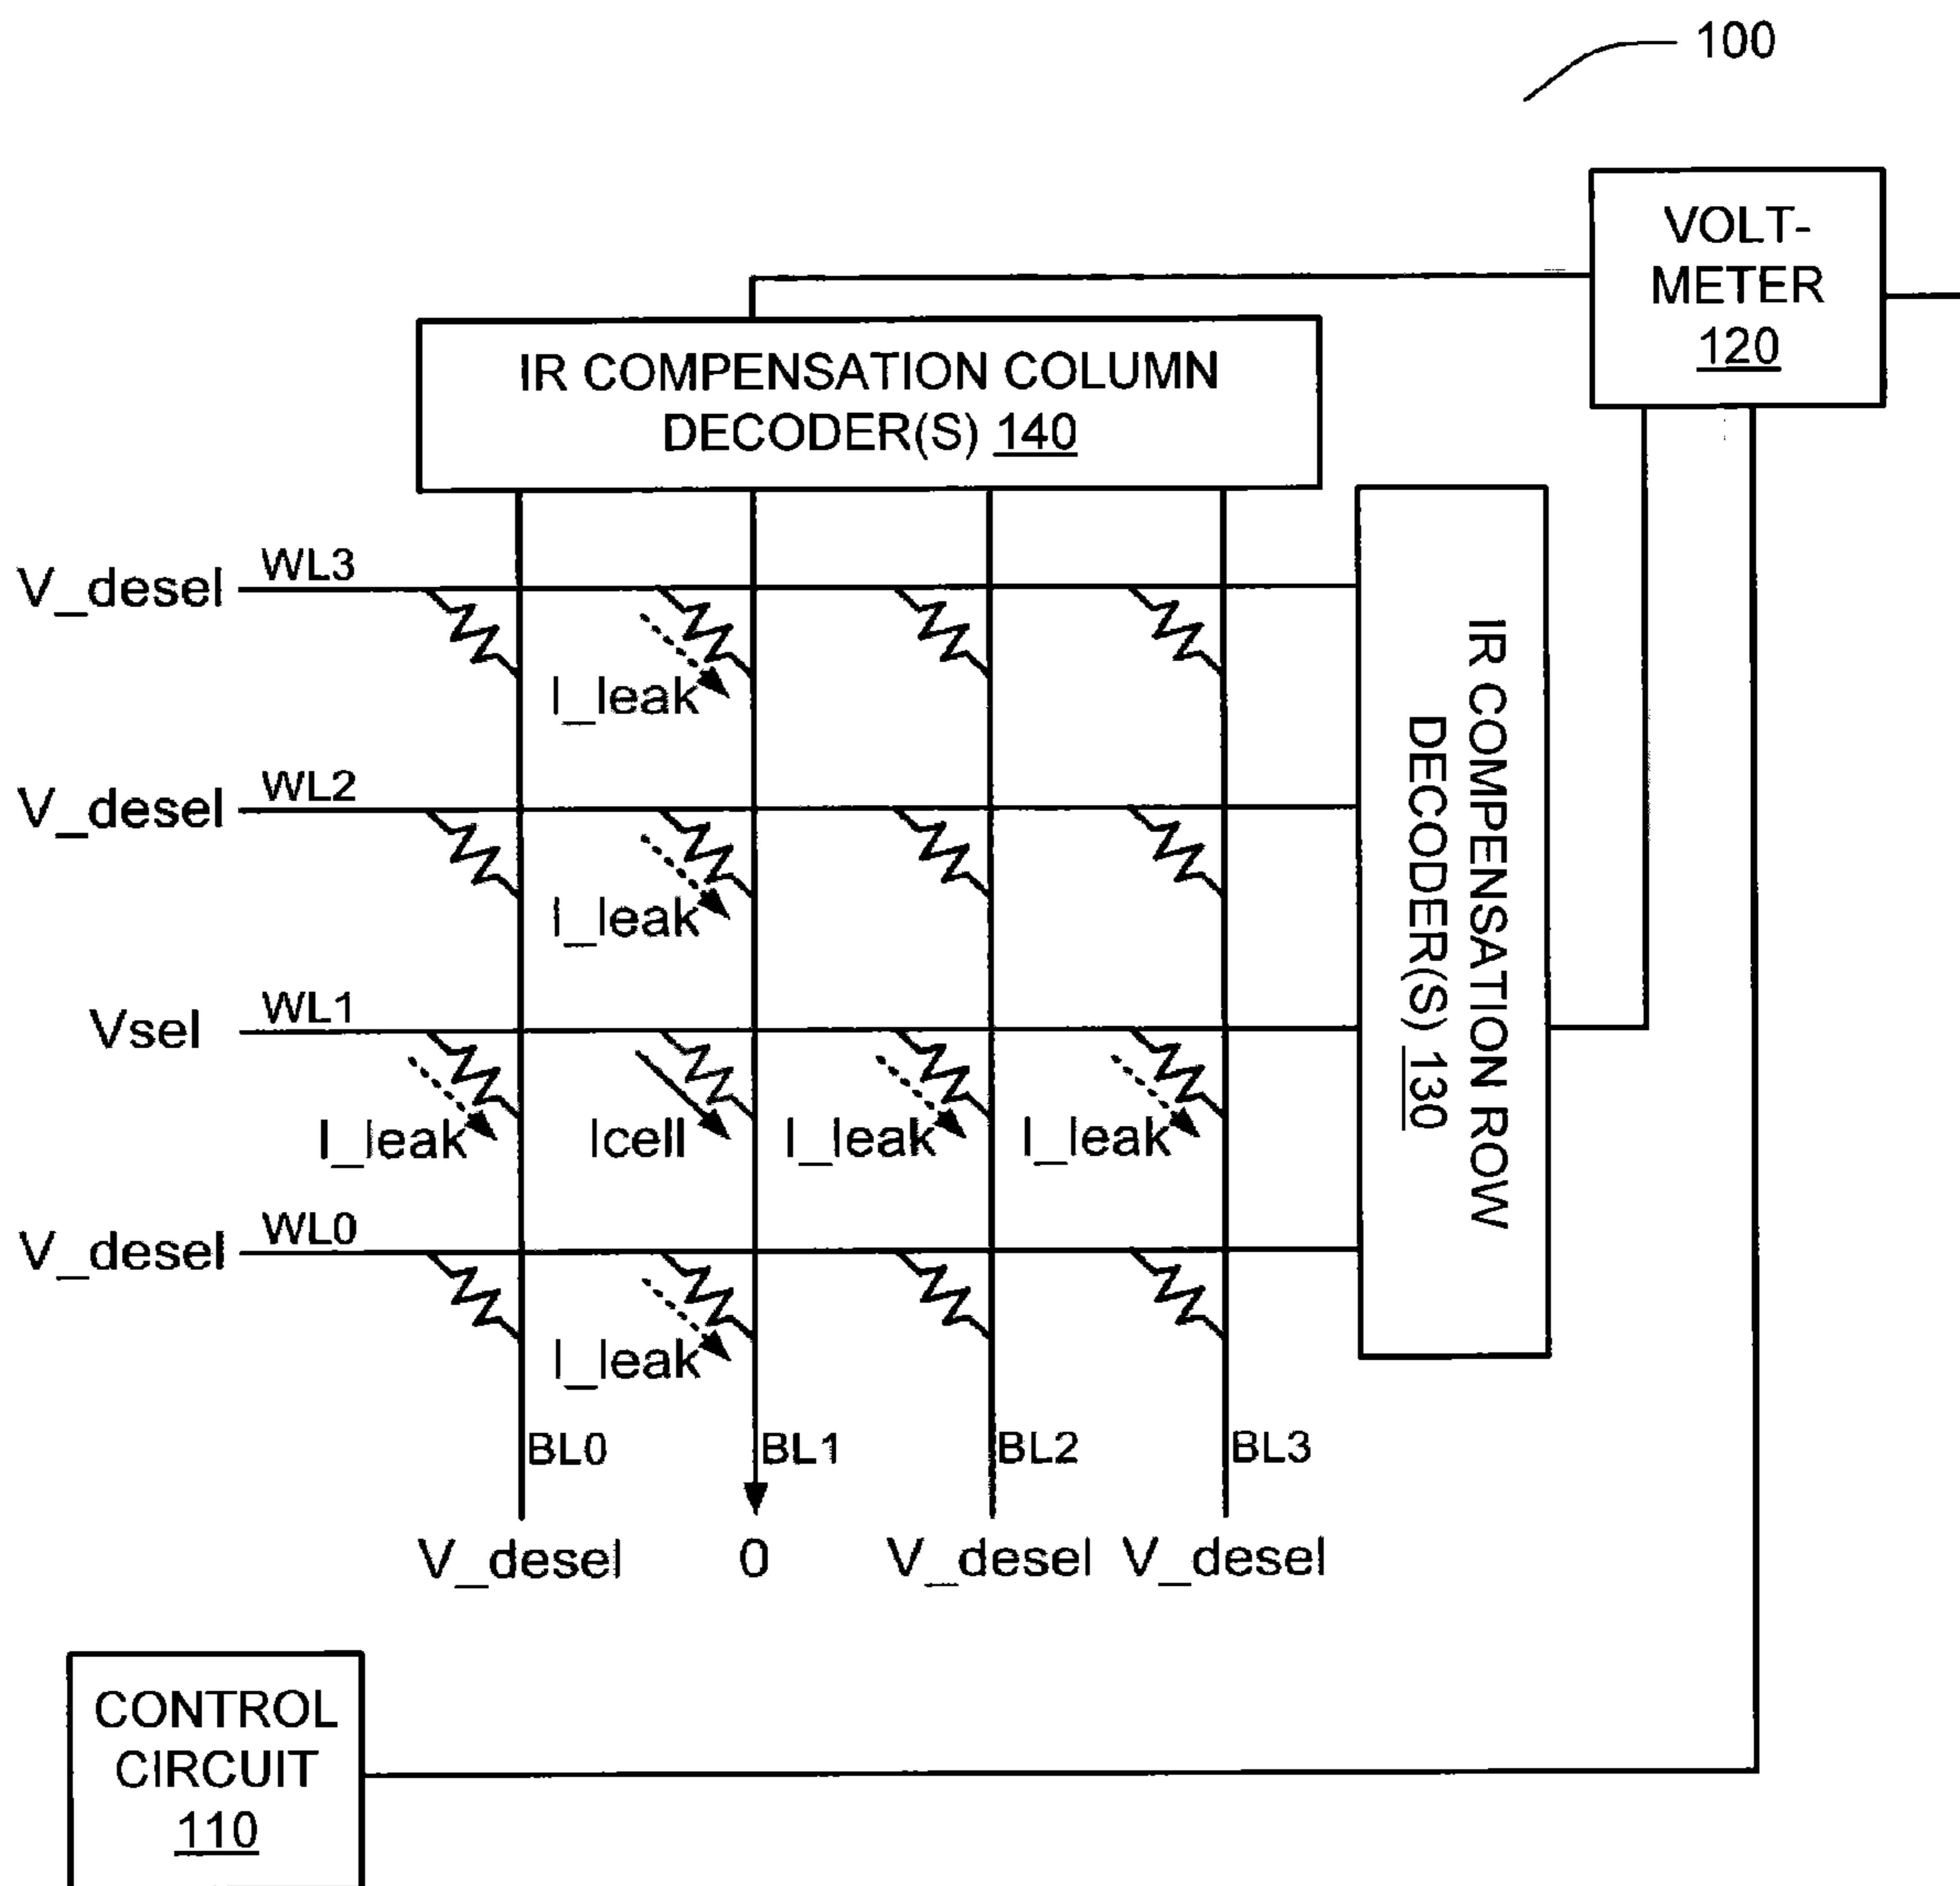 100
VOLT-
METER
120
IR COMPENSATION COLUMN
DECODER(S) 140
IR COMPENSATION ROW
DECODER(S) 130
V_desel
WL3
I_leak
V_desel
WL2
I_leak
Vsel
WL1
I_leak
Icell
I_leak
I_leak
V_desel
WL0
I_leak
BL0
BL1
BL2
BL3
V_desel
0
V_desel
V_desel
CONTROL
CIRCUIT
110